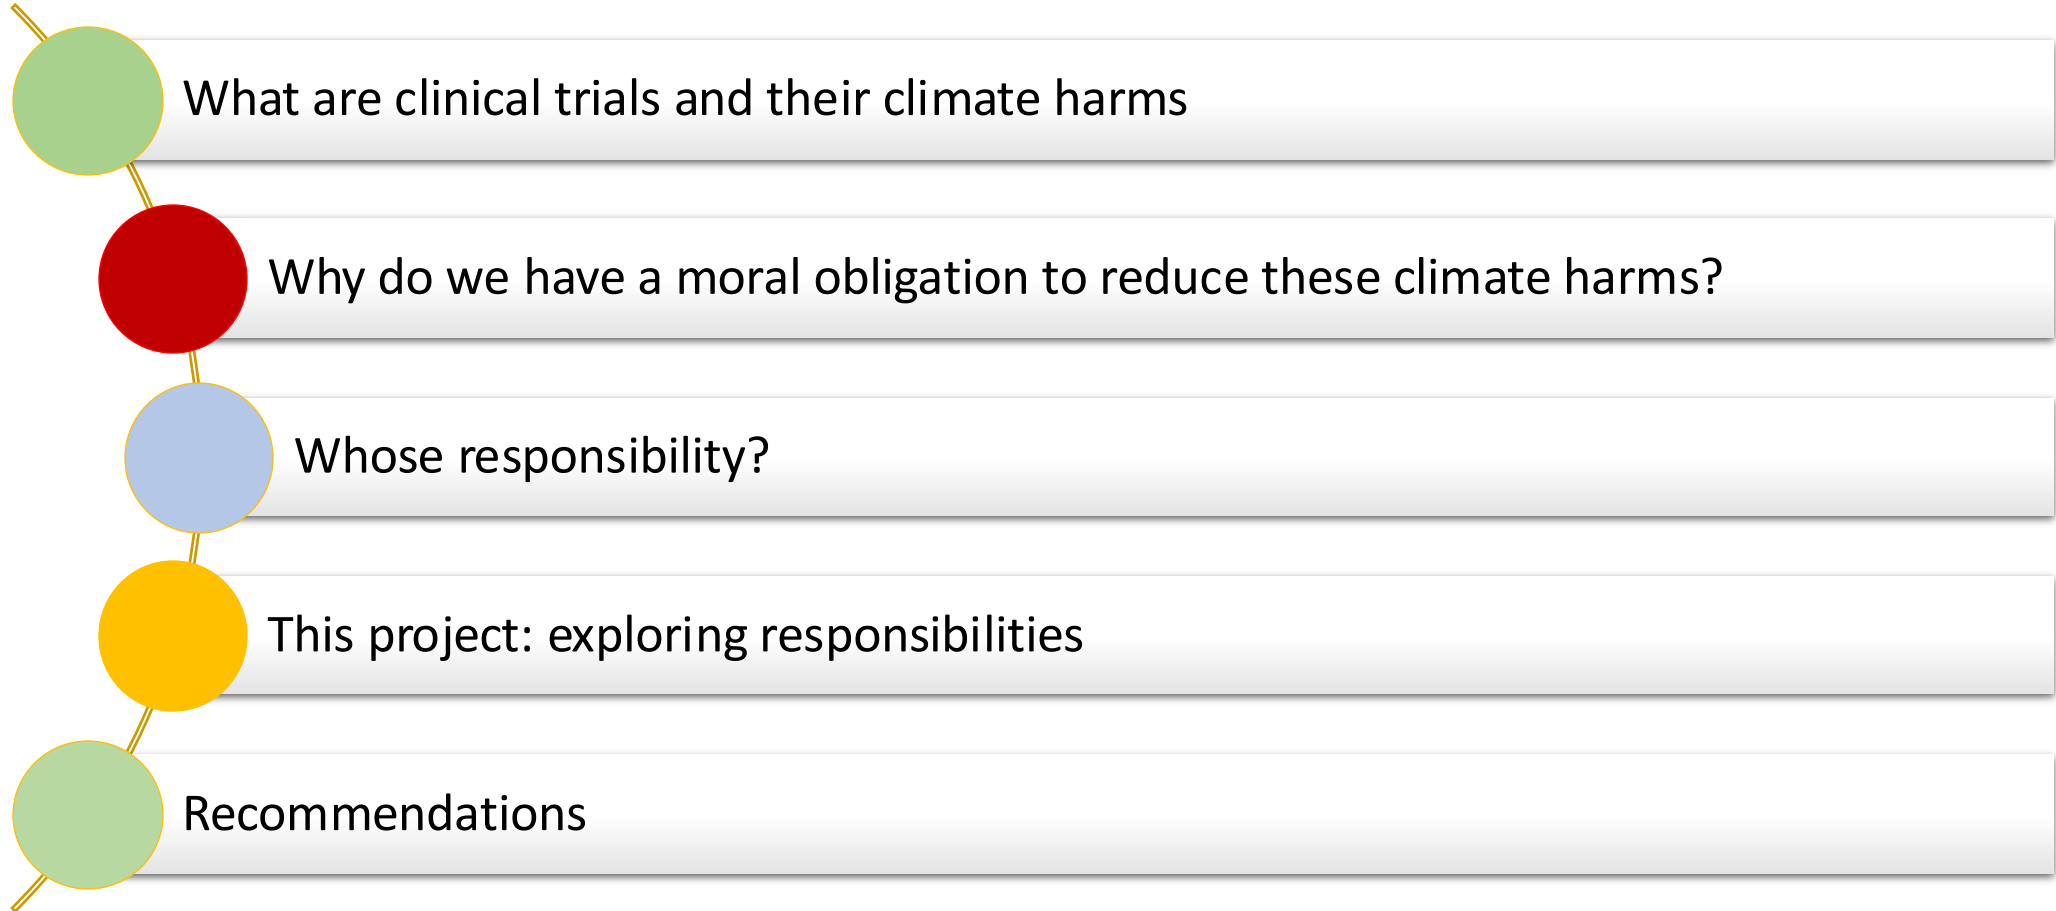 What are clinical trials and their climate harms
Why do we have a moral obligation to reduce these climate harms?
Whose responsibility?
This project: exploring responsibilities
Recommendations